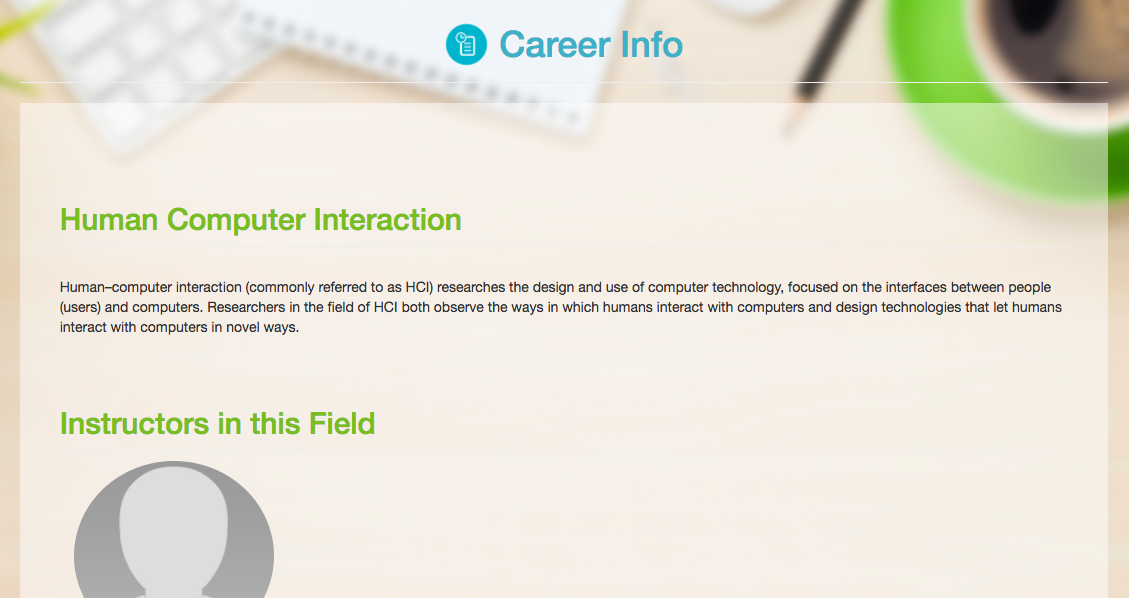 Career Info
Human Computer Interaction
Human–computer interaction (commonly referred to as HCI) researches the design and use of computer technology, focused on the interfaces between people
(users) and computers. Researchers in the field of HCI both observe the ways in which humans interact with computers and design technologies that let humans
interact with computers in novel ways.
Instructors in this Field